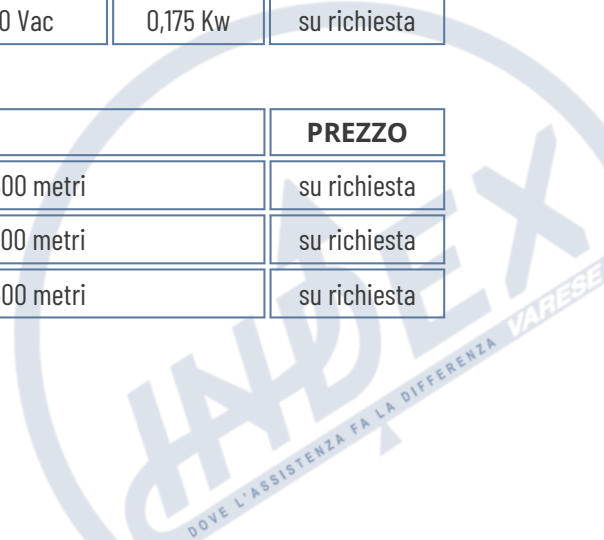 0 Vac 0,175 Kw su richiesta
PREZZO
00 metri su richiesta
00 metri su richiesta
00 metri su richiesta
INDEX
VARESE
DOVE L'ASSISTENZA FA LA DIFFERENZA